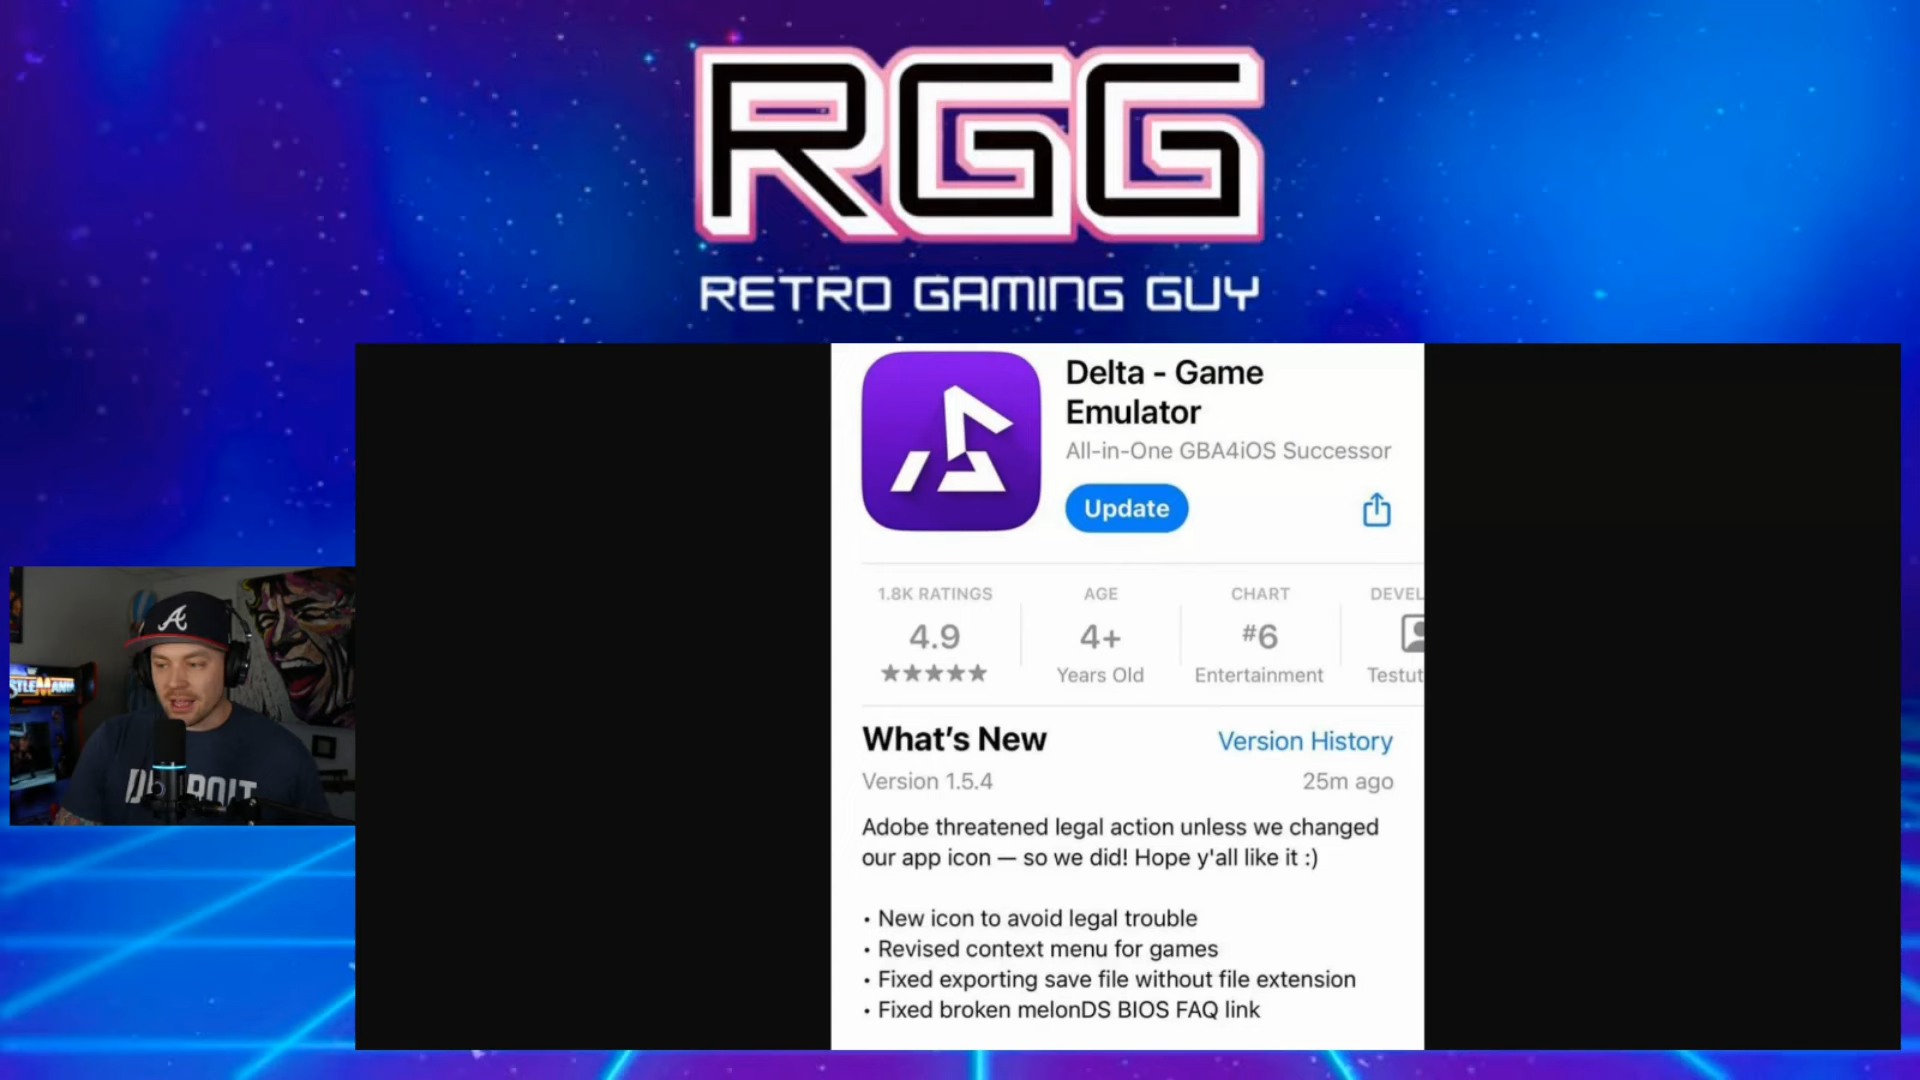 RGG
RETRO GAMING GUY
Delta - Game
Emulator
All-in-One GBA4iOS Successor
Update
1.8K RATINGS
AGE
CHART
DEVEL
4.9
4+
#6
★★★★★
Years Old
Entertainment
Testut
What's New
Version History
Version 1.5.4
25m ago
Adobe threatened legal action unless we changed
our app icon — so we did! Hope y'all like it :)
• New icon to avoid legal trouble
• Revised context menu for games
• Fixed exporting save file without file extension
• Fixed broken melonDS BIOS FAQ link
A
STLEMANIA